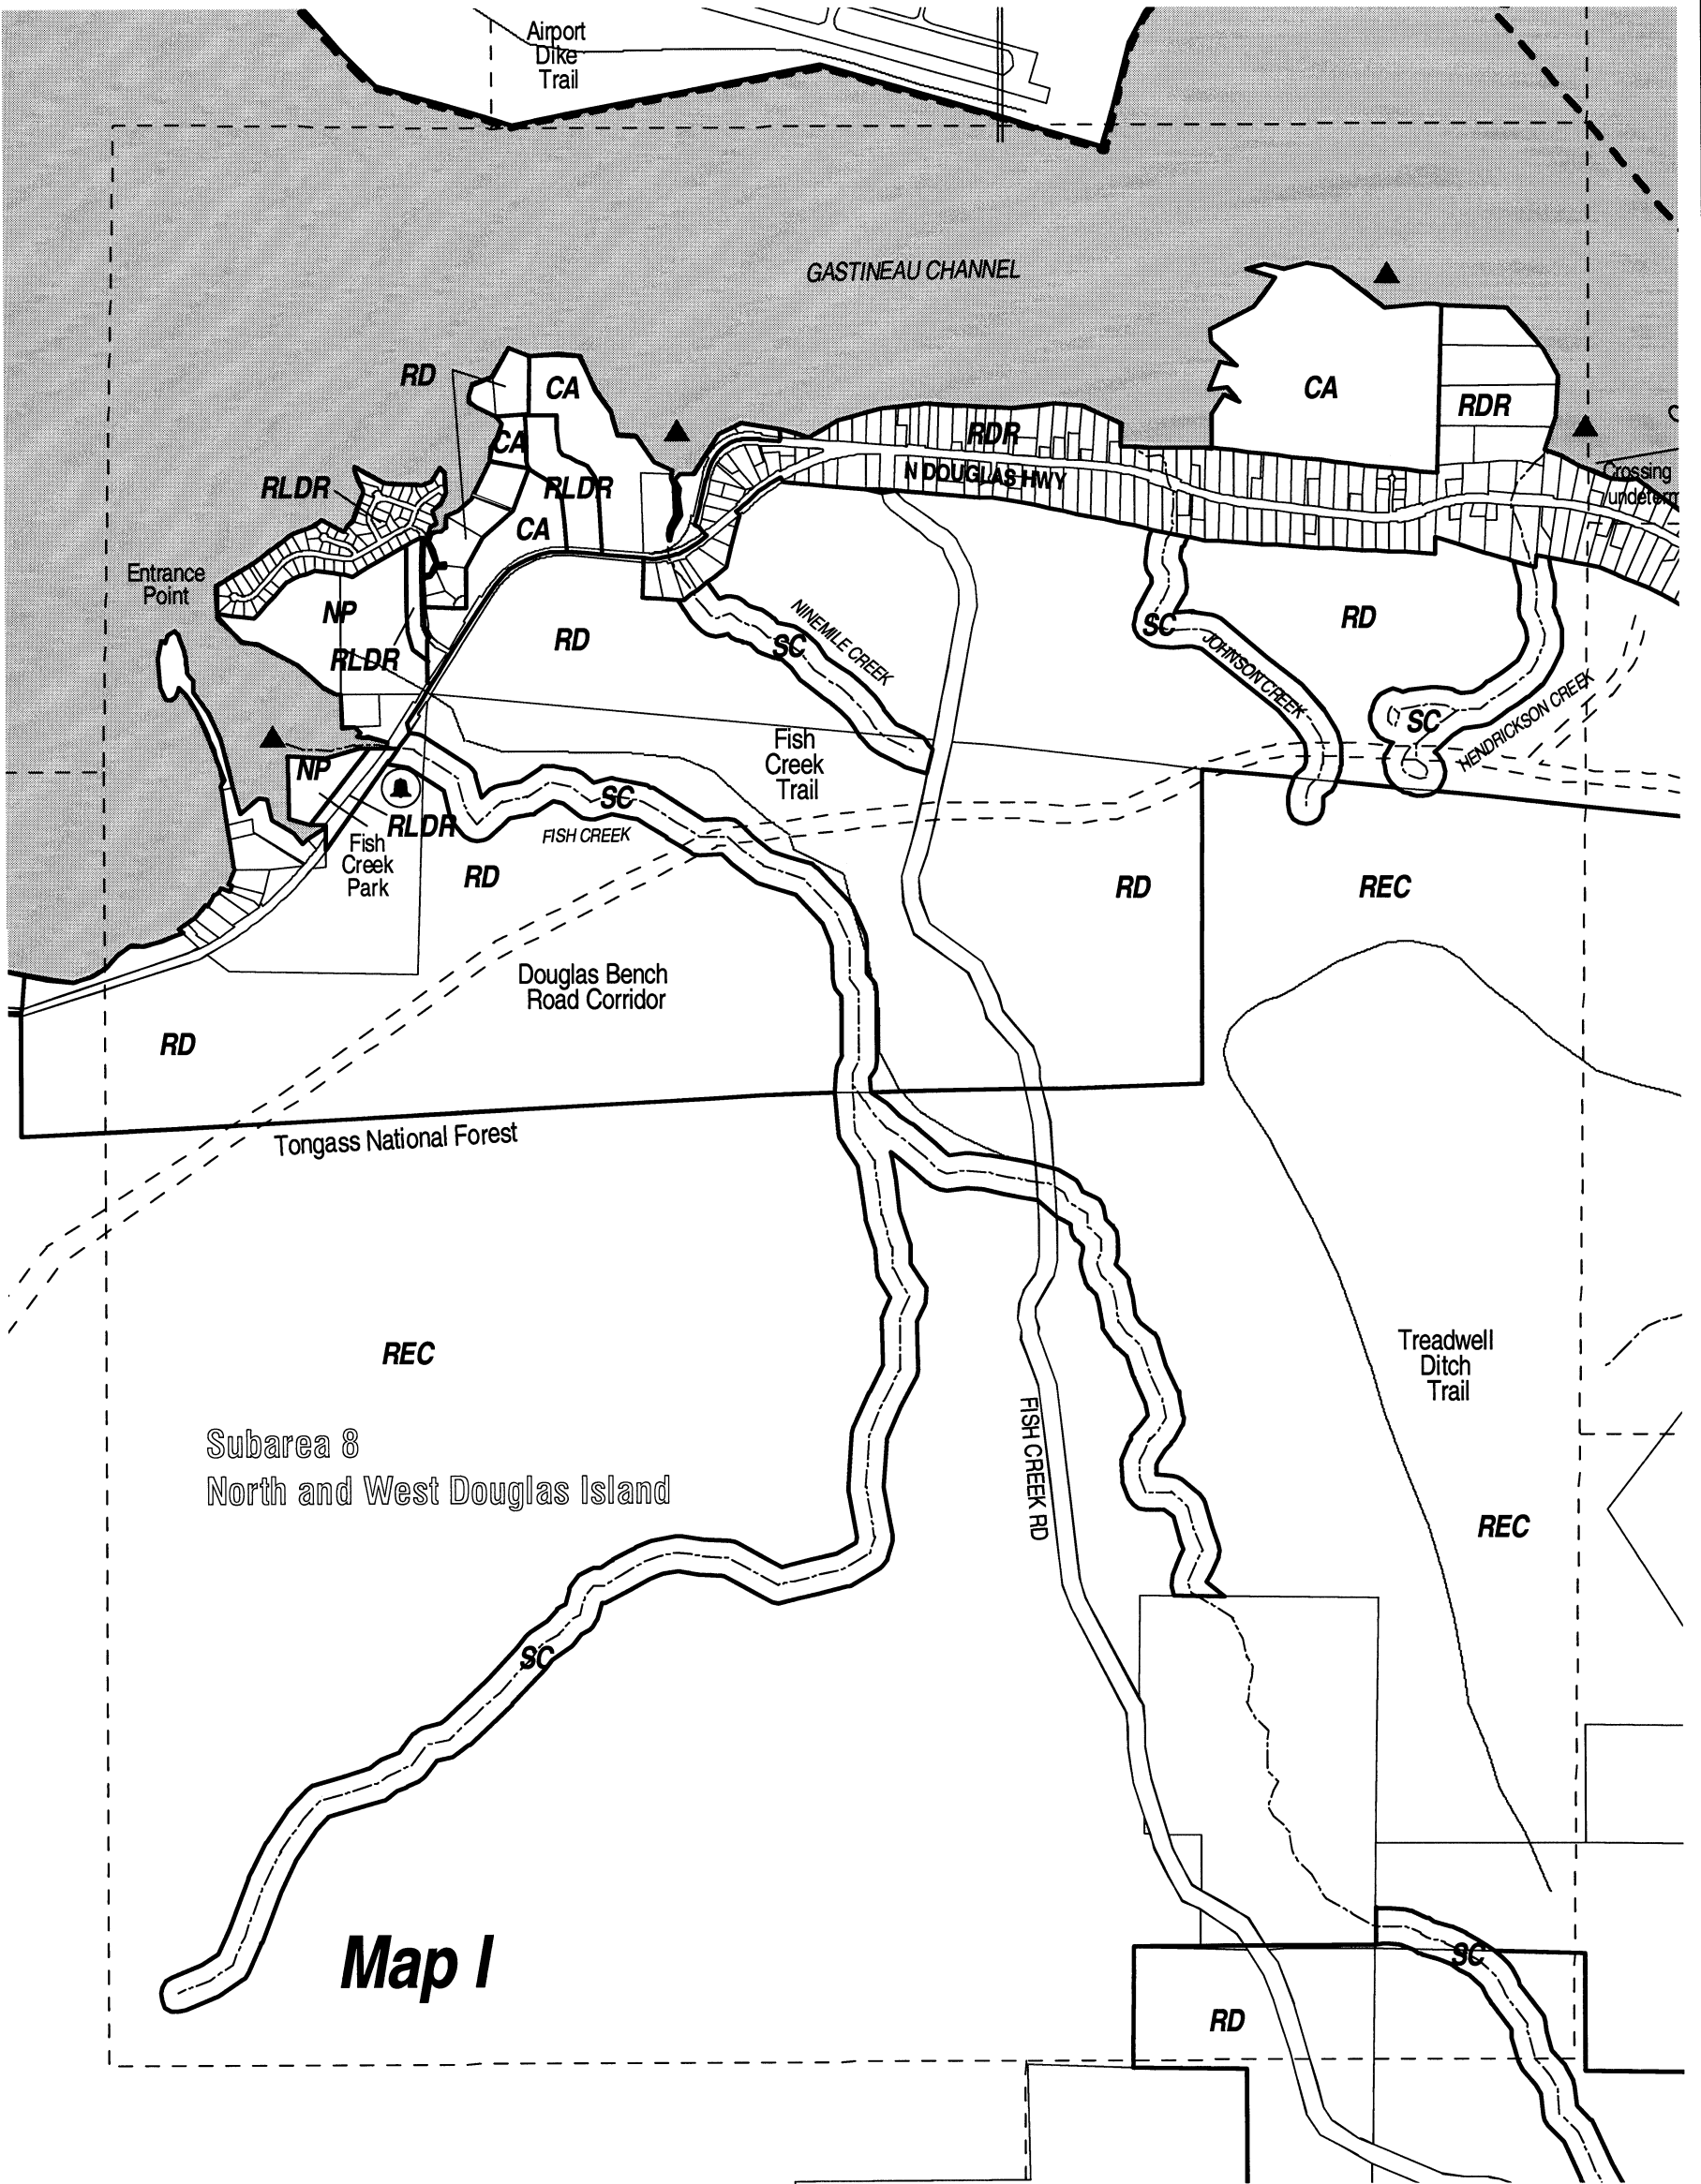 Airport
Dike
Trail
GASTINEAU CHANNEL
RD
CA
CA
RDR
CA
RDR
RLDR
RLDR
N DOUGLAS HWY
Crossing
CA
Entrance
Point
NP
RD
SC
NINEMILE CREEK
SC
JOHNSON CREEK
RD
RLDR
SC
HENDRICKSON CREEK
NP
Fish
Creek
Trail
SC
RLDR
FISH CREEK
Fish
Creek
Park
RD
RD
REC
Douglas Bench
Road Corridor
RD
Tongass National Forest
REC
Treadwell
Ditch
Trail
Subarea 8
North and West Douglas Island
FISH CREEK RD
REC
SC
Map I
SC
RD